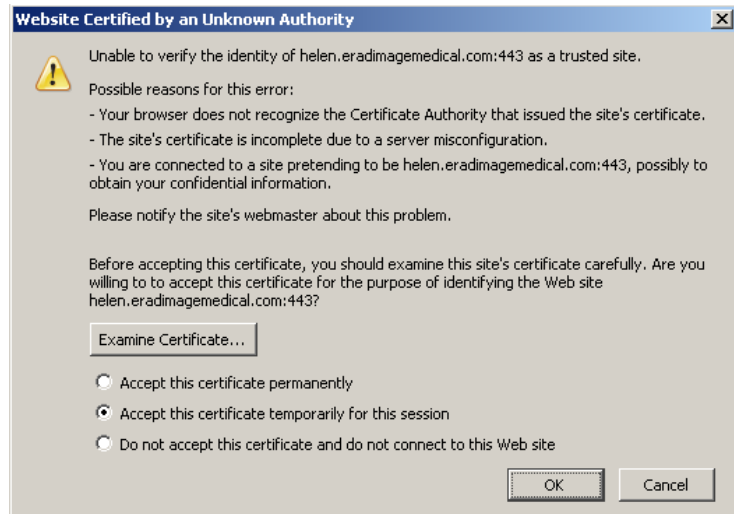 Website Certified by an Unknown Authority
Unable to verify the identity of helen.eradimagemedical.com:443 as a trusted site.
Possible reasons for this error:
- Your browser does not recognize the Certificate Authority that issued the site's certificate.
- The site's certificate is incomplete due to a server misconfiguration.
- You are connected to a site pretending to be helen.eradimagemedical.com:443, possibly to
obtain your confidential information.
Please notify the site's webmaster about this problem.
Before accepting this certificate, you should examine this site's certificate carefully. Are you
willing to to accept this certificate for the purpose of identifying the Web site
helen.eradimagemedical.com:443?
Examine Certificate...
Accept this certificate permanently
Accept this certificate temporarily for this session
Do not accept this certificate and do not connect to this Web site
OK Cancel